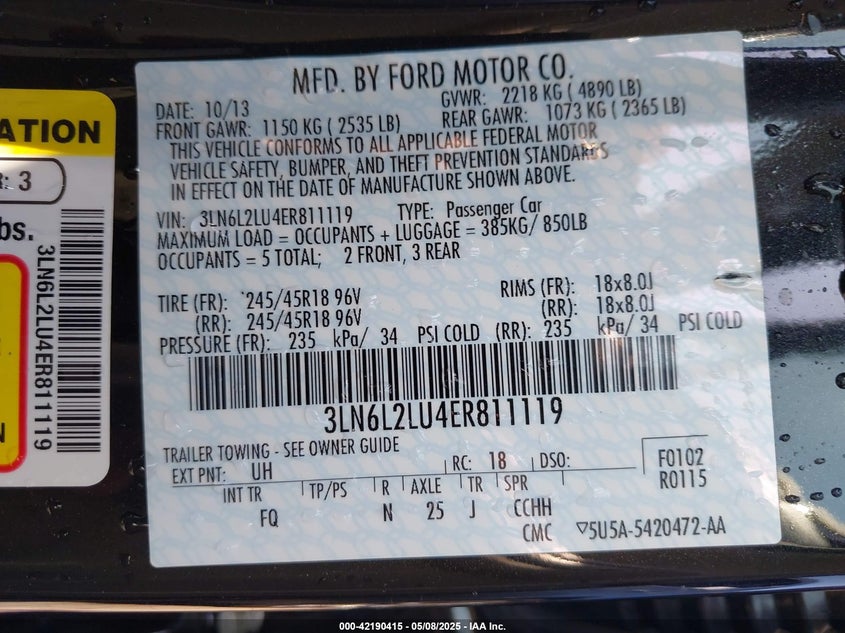 ATION
R: 3
bs.
3LN6L2LU4ER811119
N
MFD. BY FORD MOTOR CO.
DATE: 10/13 GVWR: 2218 KG ( 4890 LB)
FRONT GAWR: 1150 KG ( 2535 LB) REAR GAWR: 1073 KG ( 2365 LB)
THIS VEHICLE CONFORMS TO ALL APPLICABLE FEDERAL MOTOR
VEHICLE SAFETY, BUMPER, AND THEFT PREVENTION STANDARDS
IN EFFECT ON THE DATE OF MANUFACTURE SHOWN ABOVE.
VIN: 3LN6L2LU4ER811119 TYPE: Passenger Car
MAXIMUM LOAD = OCCUPANTS + LUGGAGE = 385KG/ 850LB
OCCUPANTS = 5 TOTAL; 2 FRONT, 3 REAR
TIRE (FR): 245/45R18 96V RIMS (FR): 18x8.0J
(RR): 245/45R18 96V (RR): 18x8.0J
PRESSURE (FR): 235 kPa/ 34 PSI COLD (RR): 235 kPa/ 34 PSI COLD
3LN6L2LU4ER811119
TRAILER TOWING - SEE OWNER GUIDE
EXT PNT: UH RC: 18 DSO: F0102
R0115
INT TR TP/PS R AXLE TR SPR
FQ N 25 J CCHH
CMC ▽5U5A-5420472-AA
000-42190415 - 05/08/2025 - IAA Inc.